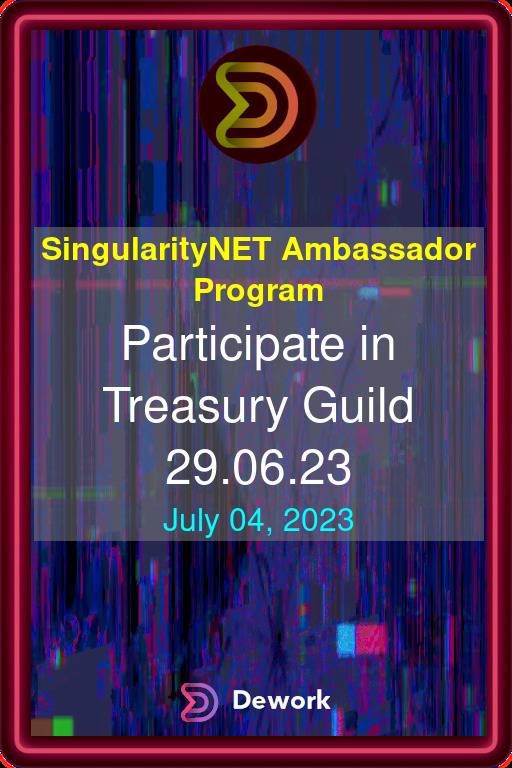 SingularityNET Ambassador
Program
Participate in
Treasury Guild
29.06.23
July 04, 2023
Dework